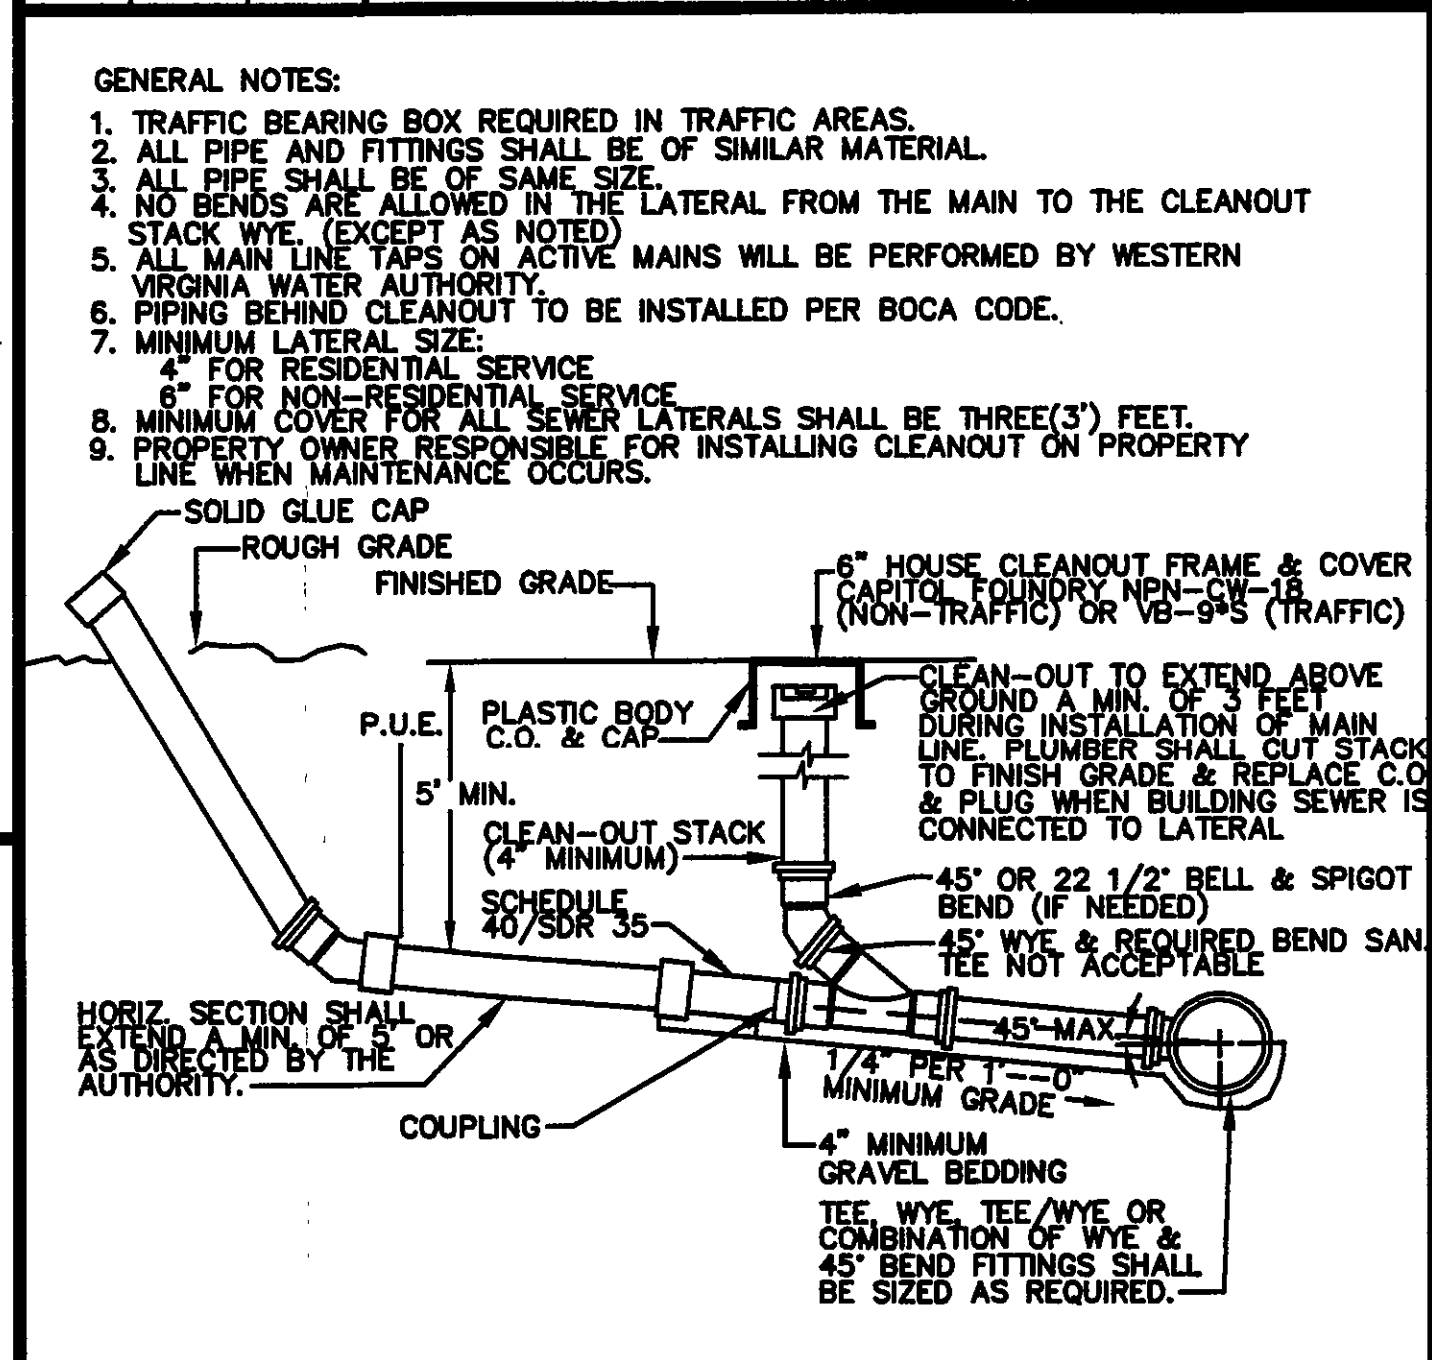 GENERAL NOTES:
1. TRAFFIC BEARING BOX REQUIRED IN TRAFFIC AREAS.
2. ALL PIPE AND FITTINGS SHALL BE OF SIMILAR MATERIAL.
3. ALL PIPE SHALL BE OF SAME SIZE.
4. NO BENDS ARE ALLOWED IN THE LATERAL FROM THE MAIN TO THE CLEANOUT
STACK WYE. (EXCEPT AS NOTED)
5. ALL MAIN LINE TAPS ON ACTIVE MAINS WILL BE PERFORMED BY WESTERN
VIRGINIA WATER AUTHORITY.
6. PIPING BEHIND CLEANOUT TO BE INSTALLED PER BOCA CODE.
7. MINIMUM LATERAL SIZE:
4" FOR RESIDENTIAL SERVICE
6" FOR NON-RESIDENTIAL SERVICE
8. MINIMUM COVER FOR ALL SEWER LATERALS SHALL BE THREE(3') FEET.
9. PROPERTY OWNER RESPONSIBLE FOR INSTALLING CLEANOUT ON PROPERTY
LINE WHEN MAINTENANCE OCCURS.
SOLID GLUE CAP
ROUGH GRADE
FINISHED GRADE
6" HOUSE CLEANOUT FRAME & COVER
CAPITOL FOUNDRY NPN-CW-18
(NON-TRAFFIC) OR VB-9*S (TRAFFIC)
CLEAN-OUT TO EXTEND ABOVE
GROUND A MIN. OF 3 FEET
DURING INSTALLATION OF MAIN
LINE. PLUMBER SHALL CUT STACK
TO FINISH GRADE & REPLACE C.O
& PLUG WHEN BUILDING SEWER IS
CONNECTED TO LATERAL
P.U.E.
PLASTIC BODY
C.O. & CAP
5' MIN.
CLEAN-OUT STACK
(4" MINIMUM)
SCHEDULE
40/SDR 35
45° OR 22 1/2° BELL & SPIGOT
BEND (IF NEEDED)
45° WYE & REQUIRED BEND SAN.
TEE NOT ACCEPTABLE
HORIZ. SECTION SHALL
EXTEND A MIN. OF 5' OR
AS DIRECTED BY THE
AUTHORITY.
45° MAX
1/4" PER 1'--0"
MINIMUM GRADE
COUPLING
4" MINIMUM
GRAVEL BEDDING
TEE, WYE, TEE/WYE OR
COMBINATION OF WYE &
45° BEND FITTINGS SHALL
BE SIZED AS REQUIRED.